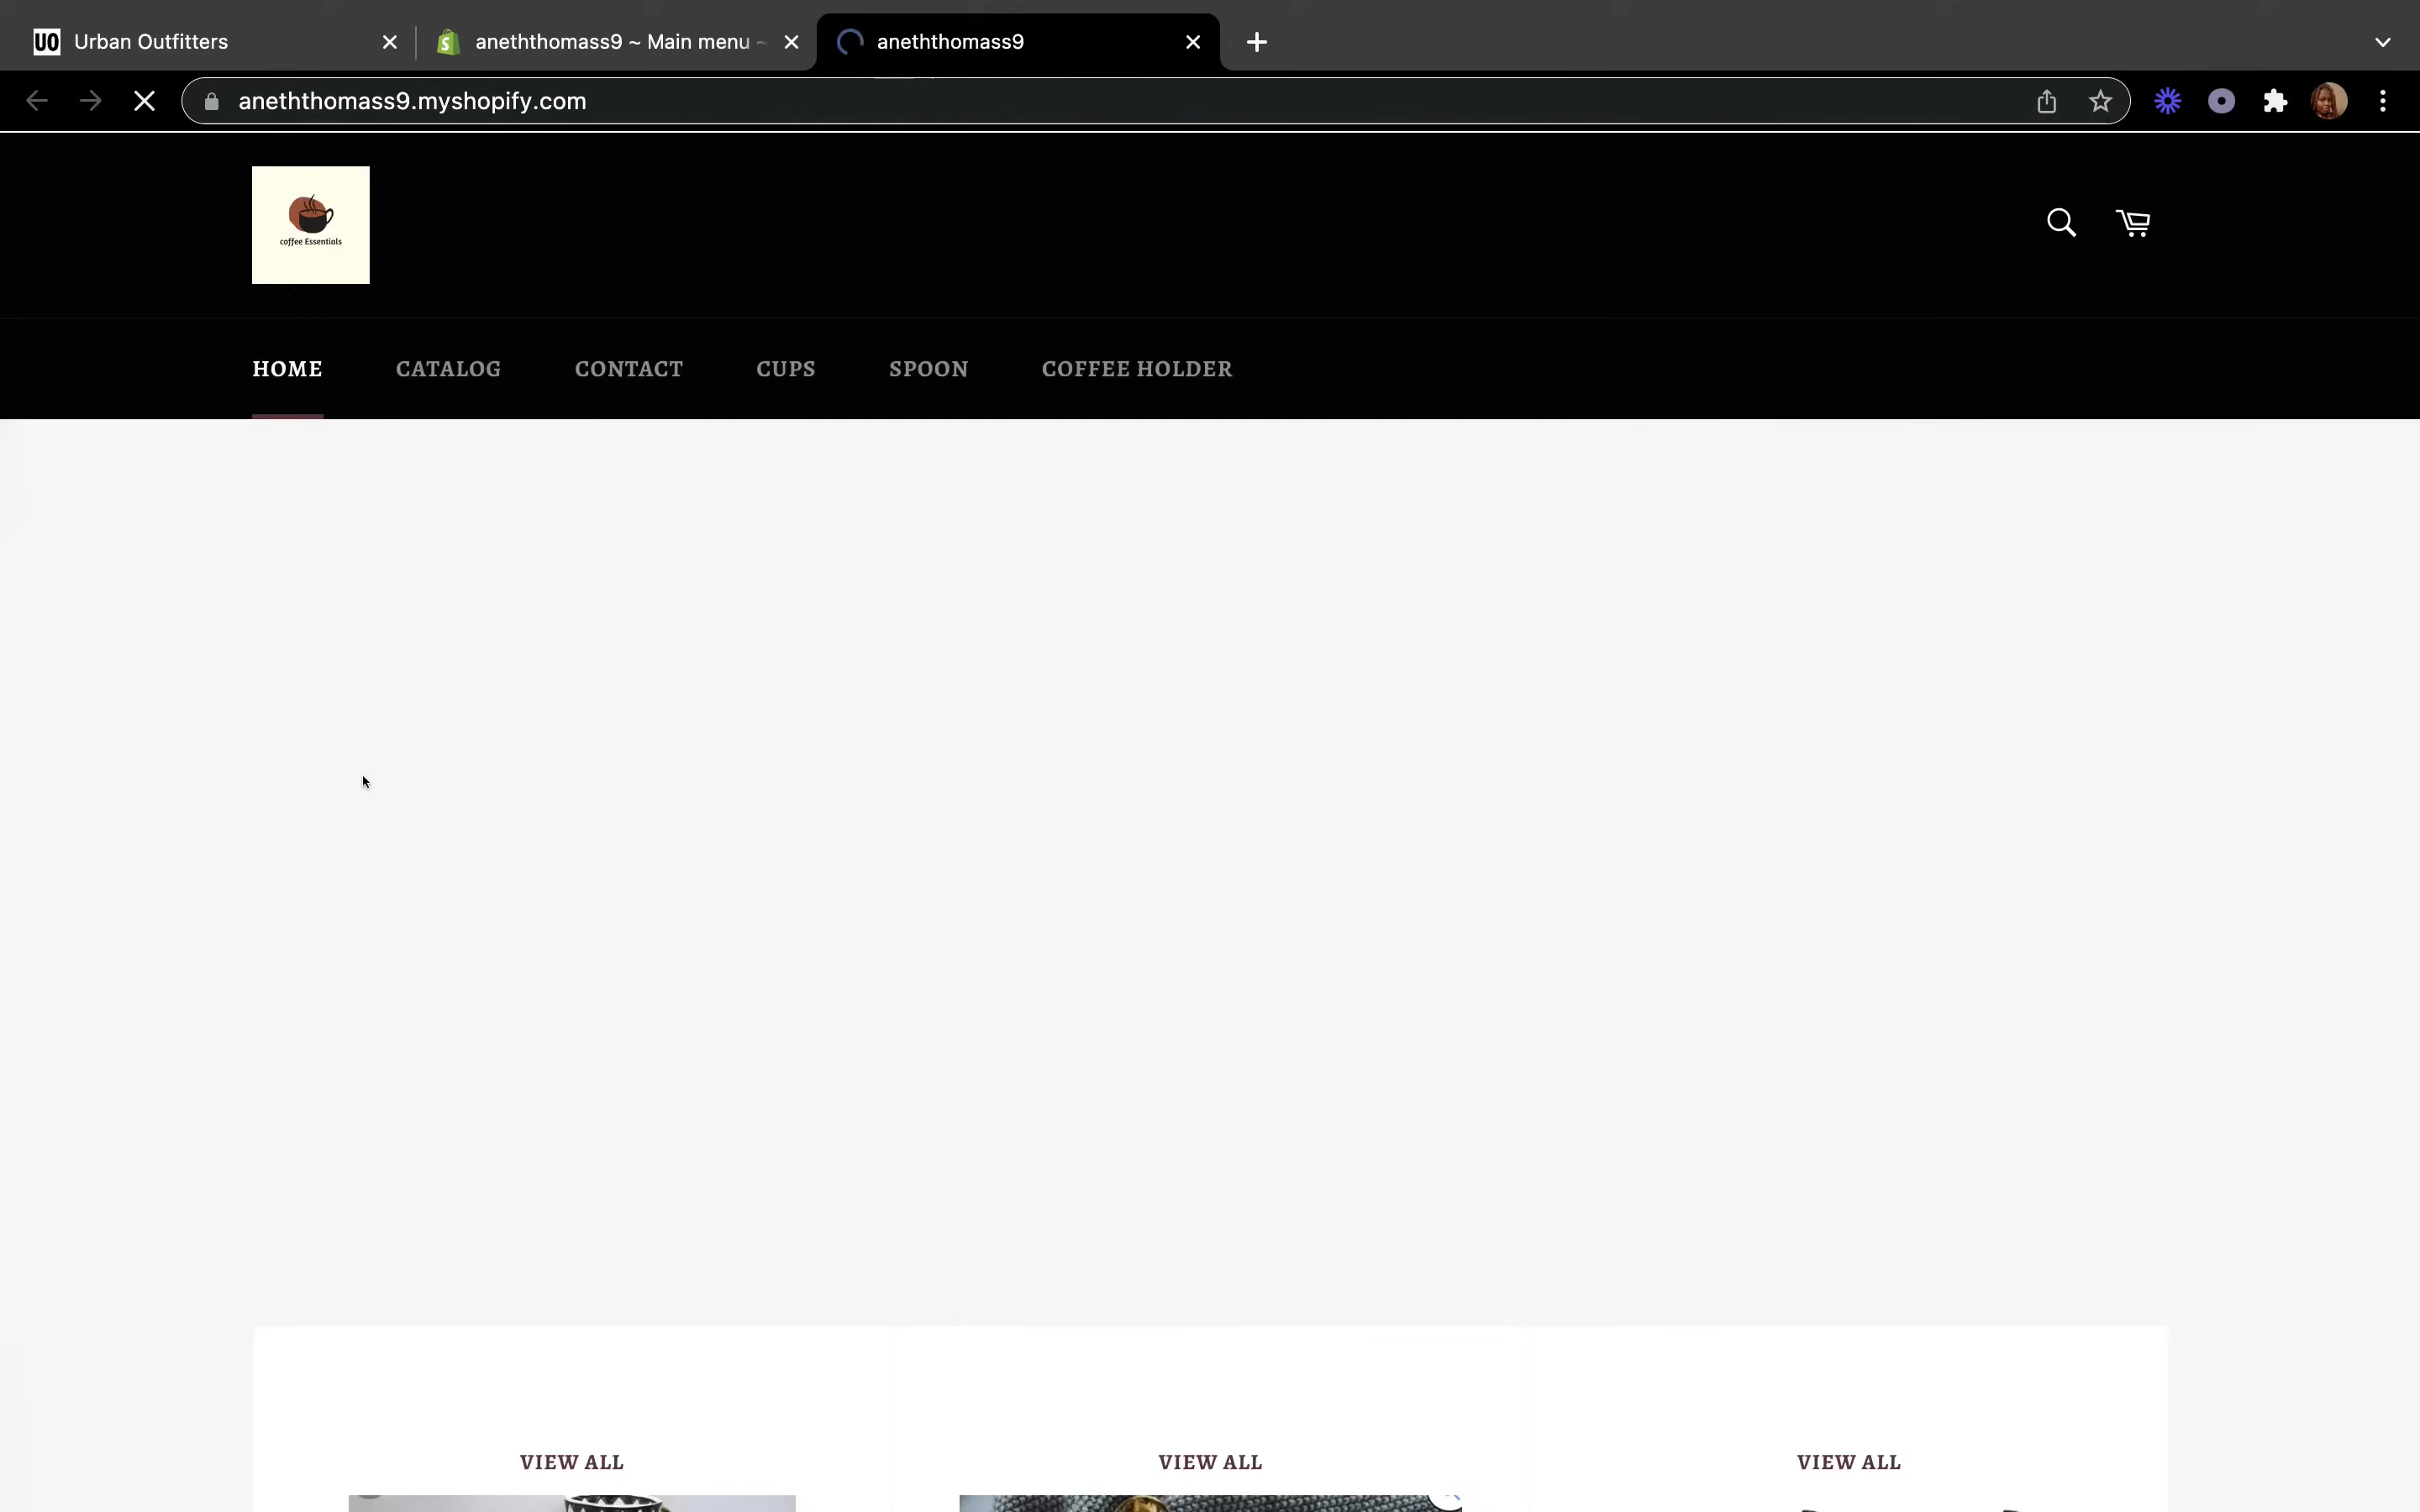 UO Urban Outfitters
aneththomass9 ~ Main menu ~
aneththomass9
aneththomass9.myshopify.com
coffee Essentials
HOME CATALOG CONTACT CUPS SPOON COFFEE HOLDER
VIEW ALL VIEW ALL VIEW ALL